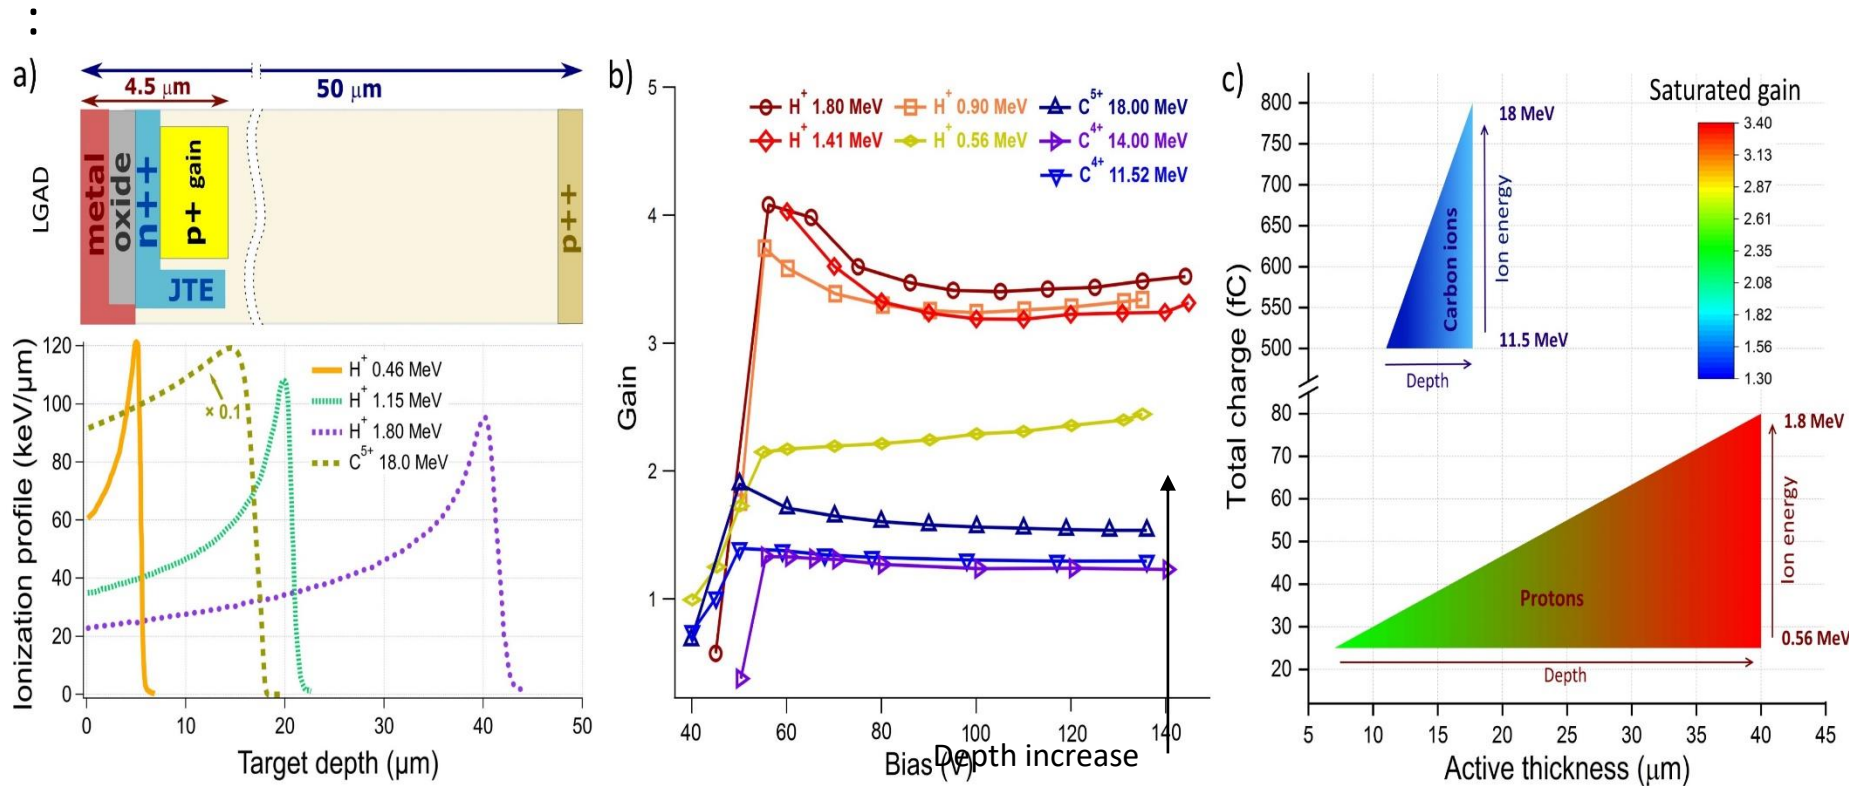 :
a)
4.5 µm
50 µm
LGAD
metal
oxide
n++
p+ gain
JTE
p++
Ionization profile (keV/µm)
120
100
80
60
40
20
0
H+ 0.46 MeV
H+ 1.15 MeV
H+ 1.80 MeV
C5+ 18.0 MeV
× 0.1
0 10 20 30 40 50
Target depth (µm)
b)
Gain
5
4
3
2
1
H+ 1.80 MeV
H+ 0.90 MeV
C5+ 18.00 MeV
H+ 1.41 MeV
H+ 0.56 MeV
C4+ 14.00 MeV
C4+ 11.52 MeV
40 60 80 100 120 140
Bias (V)
Depth increase
c)
Total charge (fC)
800
750
700
650
600
550
500
80
70
60
50
40
30
20
18 MeV
Ion energy
11.5 MeV
Carbon ions
Depth
Saturated gain
3.40
3.13
2.87
2.61
2.35
2.08
1.82
1.56
1.30
1.8 MeV
Ion energy
0.56 MeV
Protons
Depth
5 10 15 20 25 30 35 40 45
Active thickness (µm)